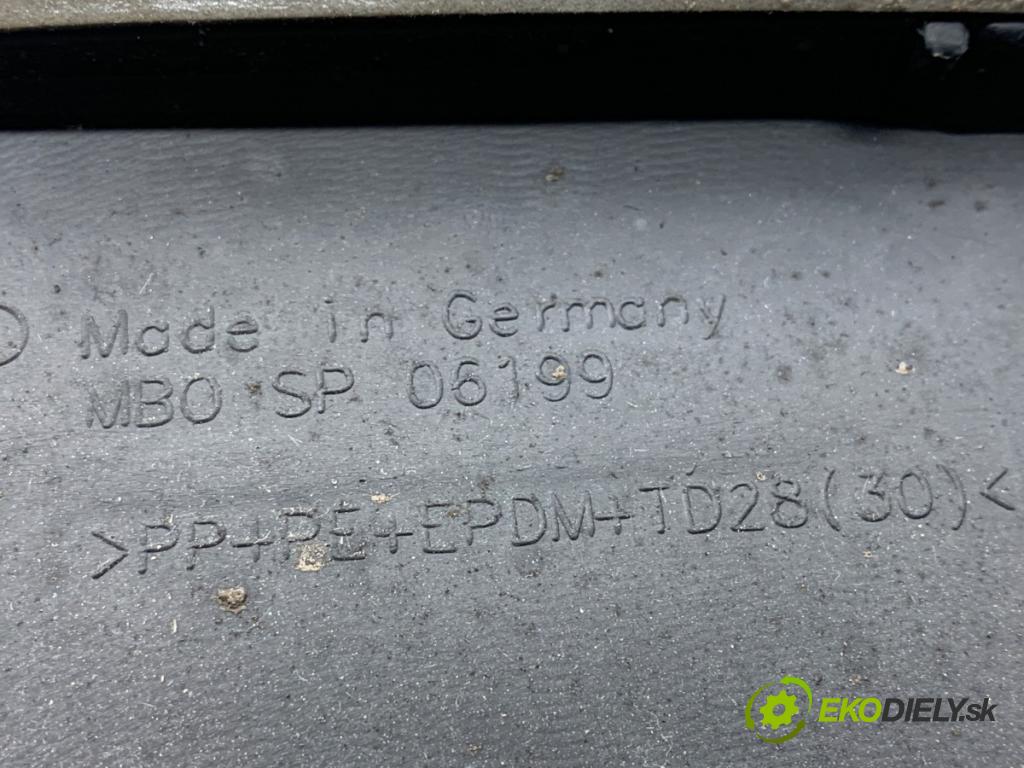 Made in Germany
MBO SP 06199
>PP+PE+EPDM+TD28(30)<
EKODIELY.sk